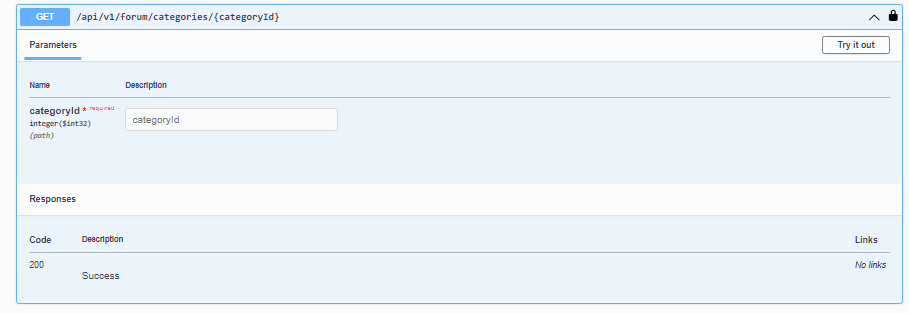 GET /api/v1/forum/categories/{categoryId}
Parameters
Try it out
Name Description
categoryId * required
integer($int32)
(path)
categoryId
Responses
Code Description Links
200 No links
Success